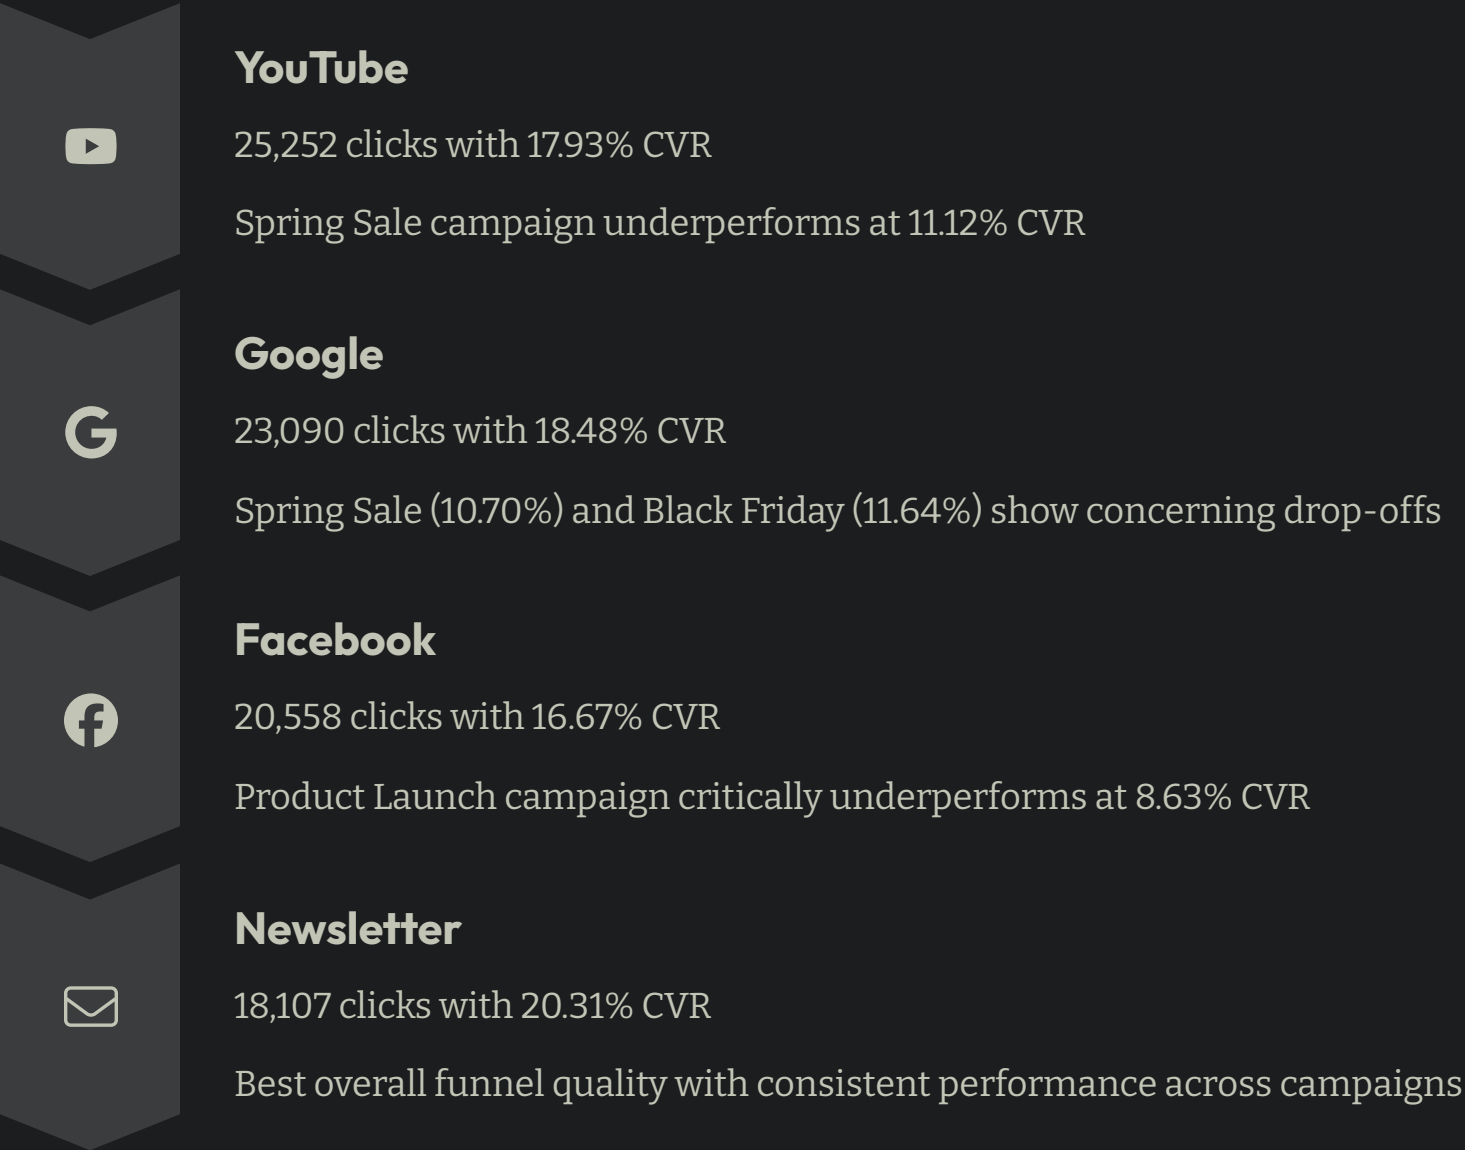 YouTube
25,252 clicks with 17.93% CVR
Spring Sale campaign underperforms at 11.12% CVR
Google
23,090 clicks with 18.48% CVR
Spring Sale (10.70%) and Black Friday (11.64%) show concerning drop-offs
Facebook
20,558 clicks with 16.67% CVR
Product Launch campaign critically underperforms at 8.63% CVR
Newsletter
18,107 clicks with 20.31% CVR
Best overall funnel quality with consistent performance across campaigns